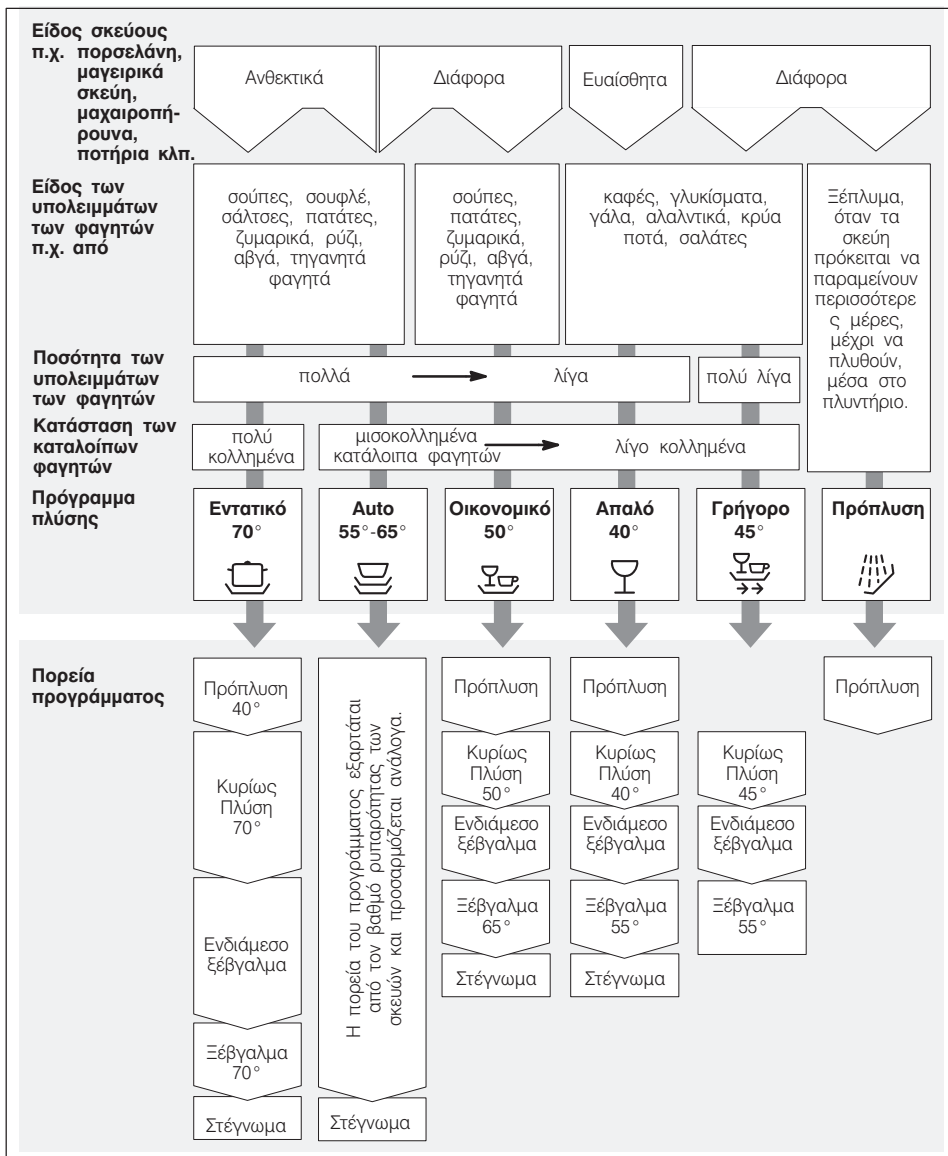 Είδος σκεύους
π.χ. πορσελάνη,
μαγειρικά
σκεύη,
μαχαιροπή-
ρουνα,
ποτήρια κλπ.
Ανθεκτικά
Διάφορα
Ευαίσθητα
Διάφορα
Είδος των
υπολειμμάτων
των φαγητών
π.χ. από
σούπες, σουφλέ,
σάλτσες, πατάτες,
ζυμαρικά, ρύζι,
αβγά, τηγανητά
φαγητά
σούπες,
πατάτες,
ζυμαρικά,
ρύζι, αβγά,
τηγανητά
φαγητά
καφές, γλυκίσματα,
γάλα, αλαλντικά, κρύα
ποτά, σαλάτες
Ξέπλυμα,
όταν τα
σκεύη
πρόκειται να
παραμείνουν
περισσότερε
ς μέρες,
μέχρι να
πλυθούν,
μέσα στο
πλυντήριο.
Ποσότητα των
υπολειμμάτων
των φαγητών
πολλά
λίγα
πολύ λίγα
Κατάσταση των
καταλοίπων
φαγητών
πολύ
κολλημένα
μισοκολλημένα
κατάλοιπα φαγητών
λίγο κολλημένα
Πρόγραμμα
πλύσης
Εντατικό
70°
Auto
55°-65°
Οικονομικό
50°
Απαλό
40°
Γρήγορο
45°
Πρόπλυση
Πορεία
προγράμματος
Πρόπλυση
40°
Κυρίως
Πλύση
70°
Ενδιάμεσο
ξέβγαλμα
Ξέβγαλμα
70°
Στέγνωμα
Η πορεία του προγράμματος εξαρτάται
από τον βαθμό ρυπαρότητας των
σκευών και προσαρμόζεται ανάλογα.
Στέγνωμα
Πρόπλυση
Κυρίως
Πλύση
50°
Ενδιάμεσο
ξέβγαλμα
Ξέβγαλμα
65°
Στέγνωμα
Πρόπλυση
Κυρίως
Πλύση
40°
Ενδιάμεσο
ξέβγαλμα
Ξέβγαλμα
55°
Στέγνωμα
Κυρίως
Πλύση
45°
Ενδιάμεσο
ξέβγαλμα
Ξέβγαλμα
55°
Πρόπλυση